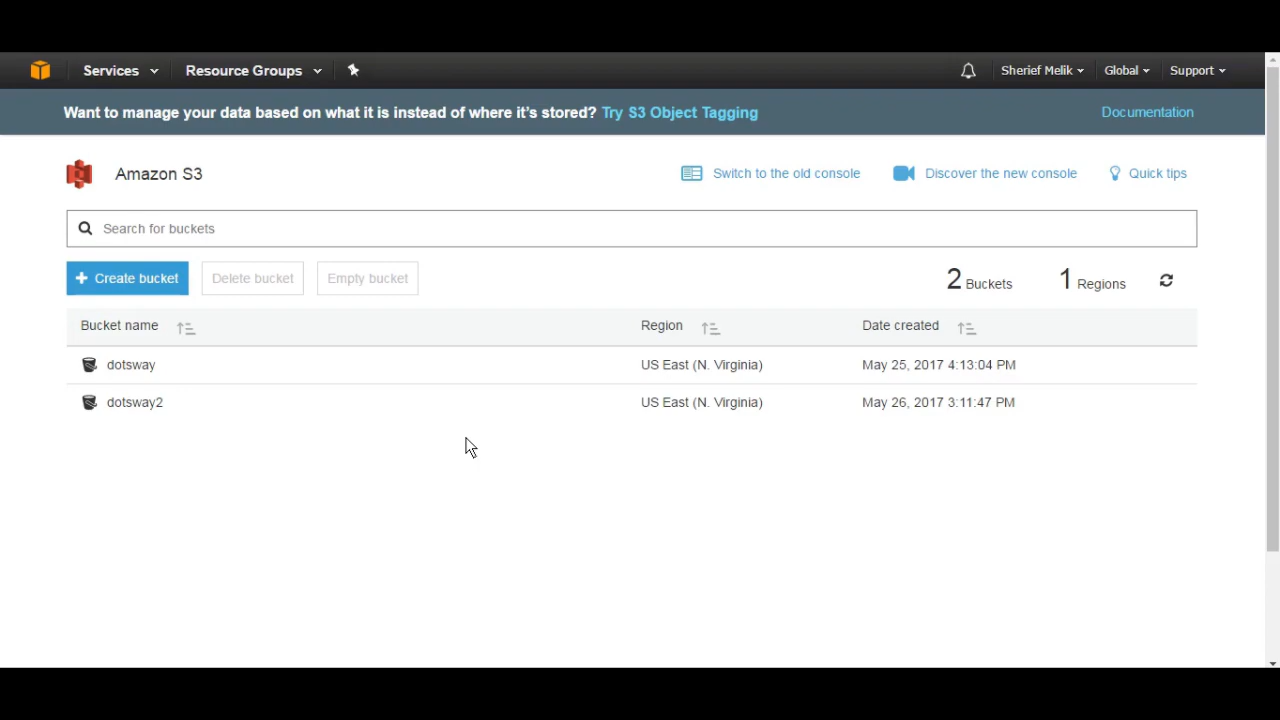 Services Resource Groups Sherief Melik Global Support
Want to manage your data based on what it is instead of where it's stored? Try S3 Object Tagging Documentation
Amazon S3 Switch to the old console Discover the new console Quick tips
Search for buckets
+ Create bucket Delete bucket Empty bucket 2 Buckets 1 Regions
Bucket name Region Date created
dotsway US East (N. Virginia) May 25, 2017 4:13:04 PM
dotsway2 US East (N. Virginia) May 26, 2017 3:11:47 PM